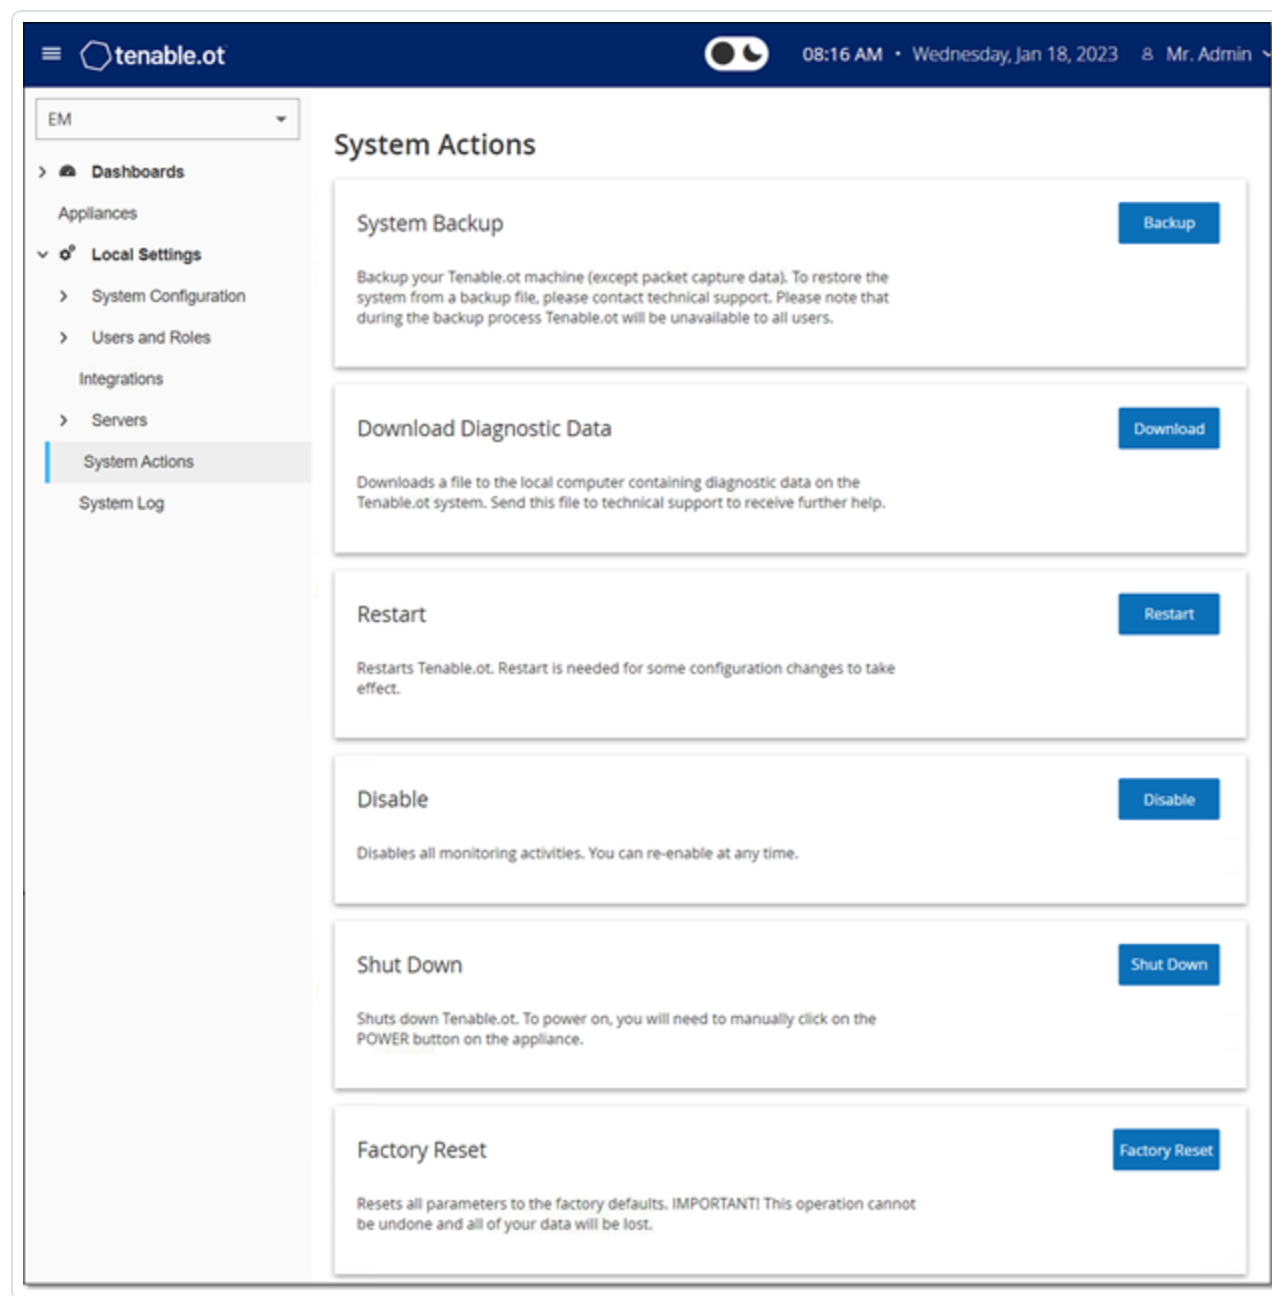 tenable.ot
08:16 AM • Wednesday, Jan 18, 2023 Mr. Admin
EM
Dashboards
Appliances
Local Settings
System Configuration
Users and Roles
Integrations
Servers
System Actions
System Log
System Actions
System Backup
Backup
Backup your Tenable.ot machine (except packet capture data). To restore the
system from a backup file, please contact technical support. Please note that
during the backup process Tenable.ot will be unavailable to all users.
Download Diagnostic Data
Download
Downloads a file to the local computer containing diagnostic data on the
Tenable.ot system. Send this file to technical support to receive further help.
Restart
Restart
Restarts Tenable.ot. Restart is needed for some configuration changes to take
effect.
Disable
Disable
Disables all monitoring activities. You can re-enable at any time.
Shut Down
Shut Down
Shuts down Tenable.ot. To power on, you will need to manually click on the
POWER button on the appliance.
Factory Reset
Factory Reset
Resets all parameters to the factory defaults. IMPORTANT! This operation cannot
be undone and all of your data will be lost.